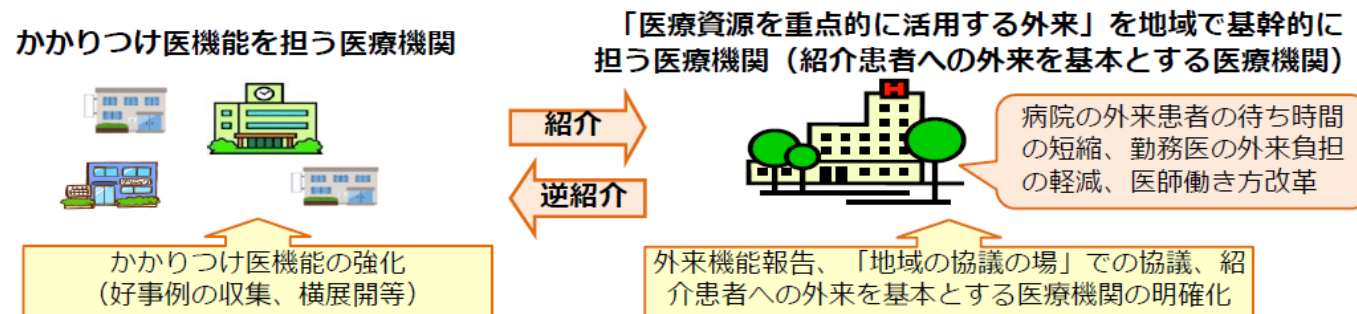 かかりつけ医機能を担う医療機関
「医療資源を重点的に活用する外来」を地域で基幹的に
担う医療機関（紹介患者への外来を基本とする医療機関）
紹介
逆紹介
H
病院の外来患者の待ち時間
の短縮、勤務医の外来負担
の軽減、医師働き方改革
かかりつけ医機能の強化
（好事例の収集、横展開等）
外来機能報告、「地域の協議の場」での協議、紹
介患者への外来を基本とする医療機関の明確化